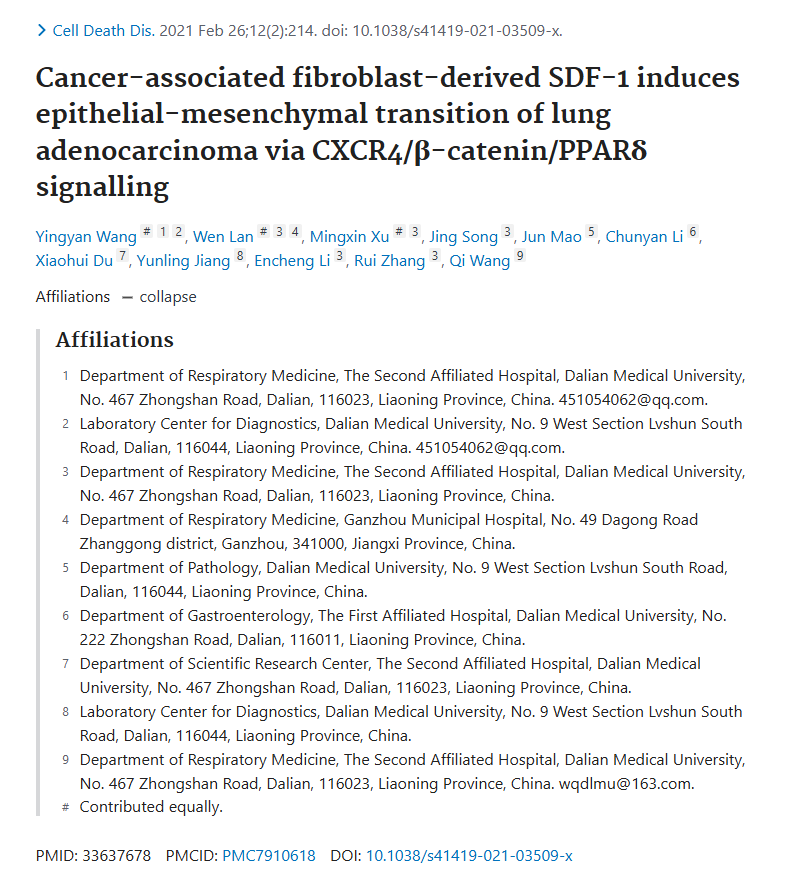 Cell Death Dis. 2021 Feb 26;12(2):214. doi: 10.1038/s41419-021-03509-x.
Cancer-associated fibroblast-derived SDF-1 induces
epithelial-mesenchymal transition of lung
adenocarcinoma via CXCR4/β-catenin/PPARδ
signalling
Yingyan Wang # 1 2, Wen Lan # 3 4, Mingxin Xu # 3, Jing Song 3, Jun Mao 5, Chunyan Li 6,
Xiaohui Du 7, Yunling Jiang 8, Encheng Li 3, Rui Zhang 3, Qi Wang 9
Affiliations — collapse
Affiliations
1 Department of Respiratory Medicine, The Second Affiliated Hospital, Dalian Medical University,
No. 467 Zhongshan Road, Dalian, 116023, Liaoning Province, China. 451054062@qq.com.
2 Laboratory Center for Diagnostics, Dalian Medical University, No. 9 West Section Lvshun South
Road, Dalian, 116044, Liaoning Province, China. 451054062@qq.com.
3 Department of Respiratory Medicine, The Second Affiliated Hospital, Dalian Medical University,
No. 467 Zhongshan Road, Dalian, 116023, Liaoning Province, China.
4 Department of Respiratory Medicine, Ganzhou Municipal Hospital, No. 49 Dagong Road
Zhanggong district, Ganzhou, 341000, Jiangxi Province, China.
5 Department of Pathology, Dalian Medical University, No. 9 West Section Lvshun South Road,
Dalian, 116044, Liaoning Province, China.
6 Department of Gastroenterology, The First Affiliated Hospital, Dalian Medical University, No.
222 Zhongshan Road, Dalian, 116011, Liaoning Province, China.
7 Department of Scientific Research Center, The Second Affiliated Hospital, Dalian Medical
University, No. 467 Zhongshan Road, Dalian, 116023, Liaoning Province, China.
8 Laboratory Center for Diagnostics, Dalian Medical University, No. 9 West Section Lvshun South
Road, Dalian, 116044, Liaoning Province, China.
9 Department of Respiratory Medicine, The Second Affiliated Hospital, Dalian Medical University,
No. 467 Zhongshan Road, Dalian, 116023, Liaoning Province, China. wqdlmu@163.com.
# Contributed equally.
PMID: 33637678 PMCID: PMC7910618 DOI: 10.1038/s41419-021-03509-x